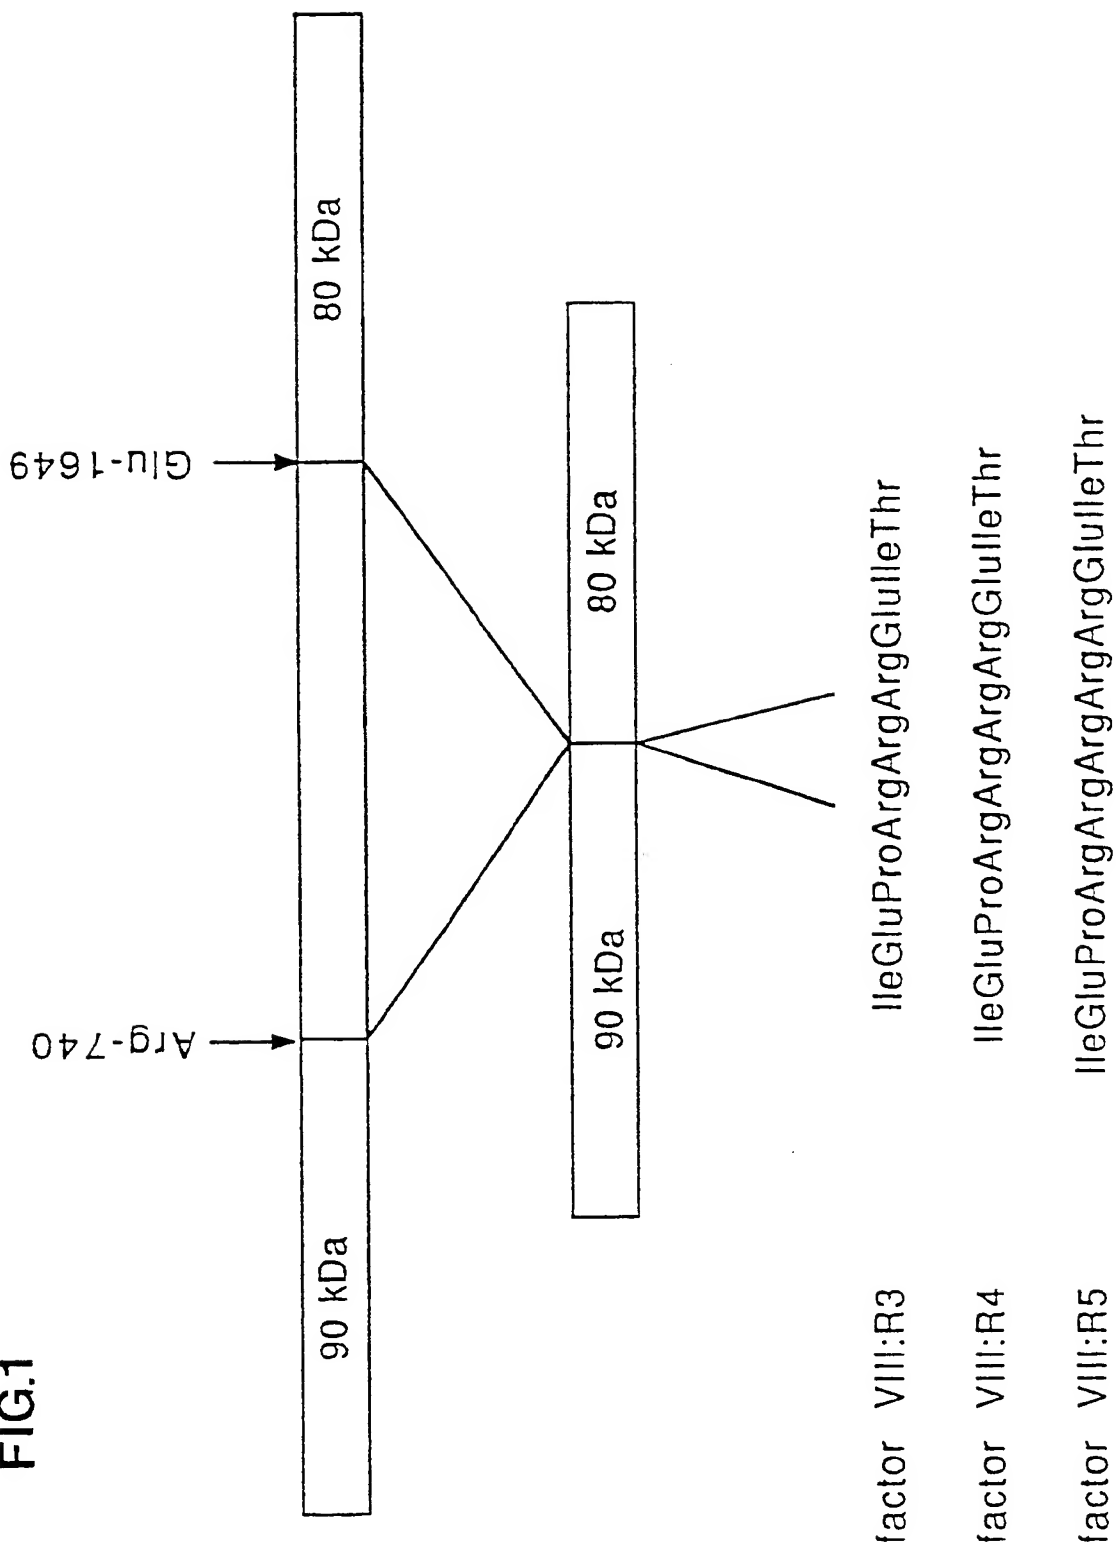 FIG.1
Arg-740
Glu-1649
90 kDa
80 kDa
90 kDa
80 kDa
factor VIII:R3 IleGluProArgArgArgGluIleThr
factor VIII:R4 IleGluProArgArgArgArgGluIleThr
factor VIII:R5 IleGluProArgArgArgArgArgGluIleThr